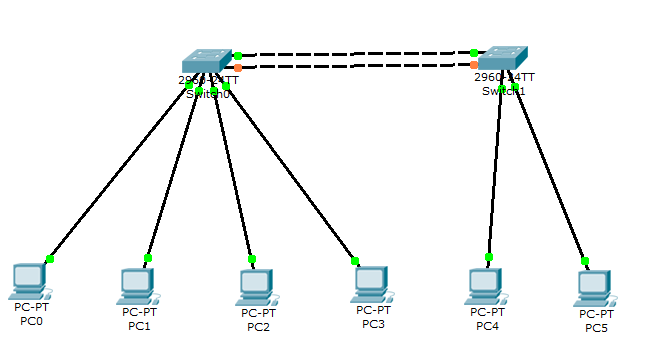 2960-24TT
Switch0
2960-24TT
Switch1
PC-PT
PC0
PC-PT
PC1
PC-PT
PC2
PC-PT
PC3
PC-PT
PC4
PC-PT
PC5